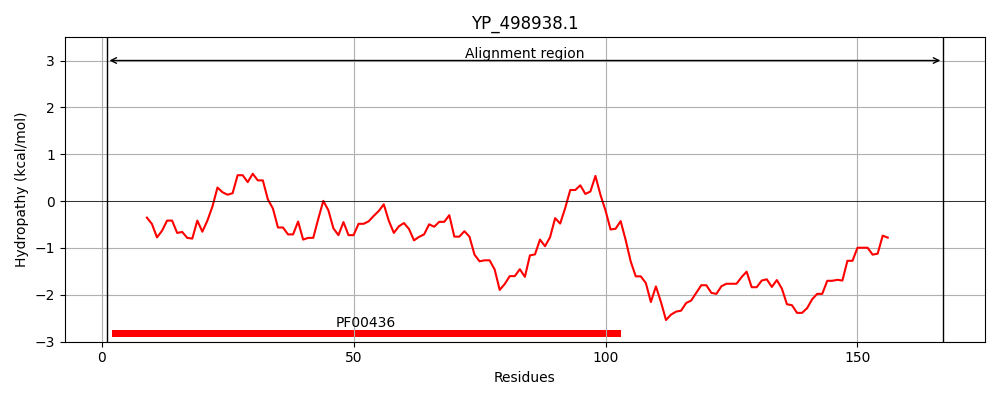 YP_498938.1
Alignment region
3
2
1
0
−1
−2
−3
Hydropathy (kcal/mol)
PF00436
0
50
100
150
Residues